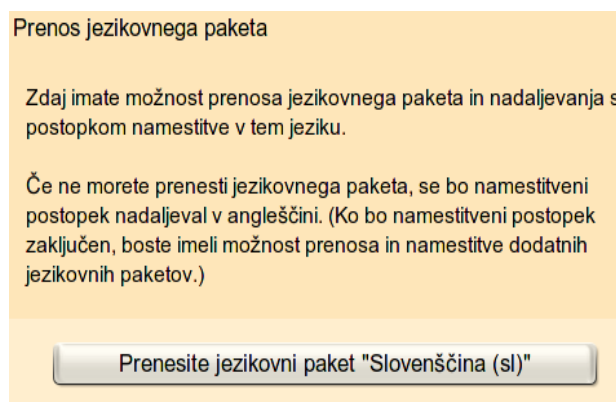 Prenos jezikovnega paketa
Zdaj imate možnost prenosa jezikovnega paketa in nadaljevanja s
postopkom namestitve v tem jeziku.
Če ne morete prenesti jezikovnega paketa, se bo namestitveni
postopek nadaljeval v angleščini. (Ko bo namestitveni postopek
zaključen, boste imeli možnost prenosa in namestitve dodatnih
jezikovnih paketov.)
Prenesite jezikovni paket "Slovenščina (sl)"